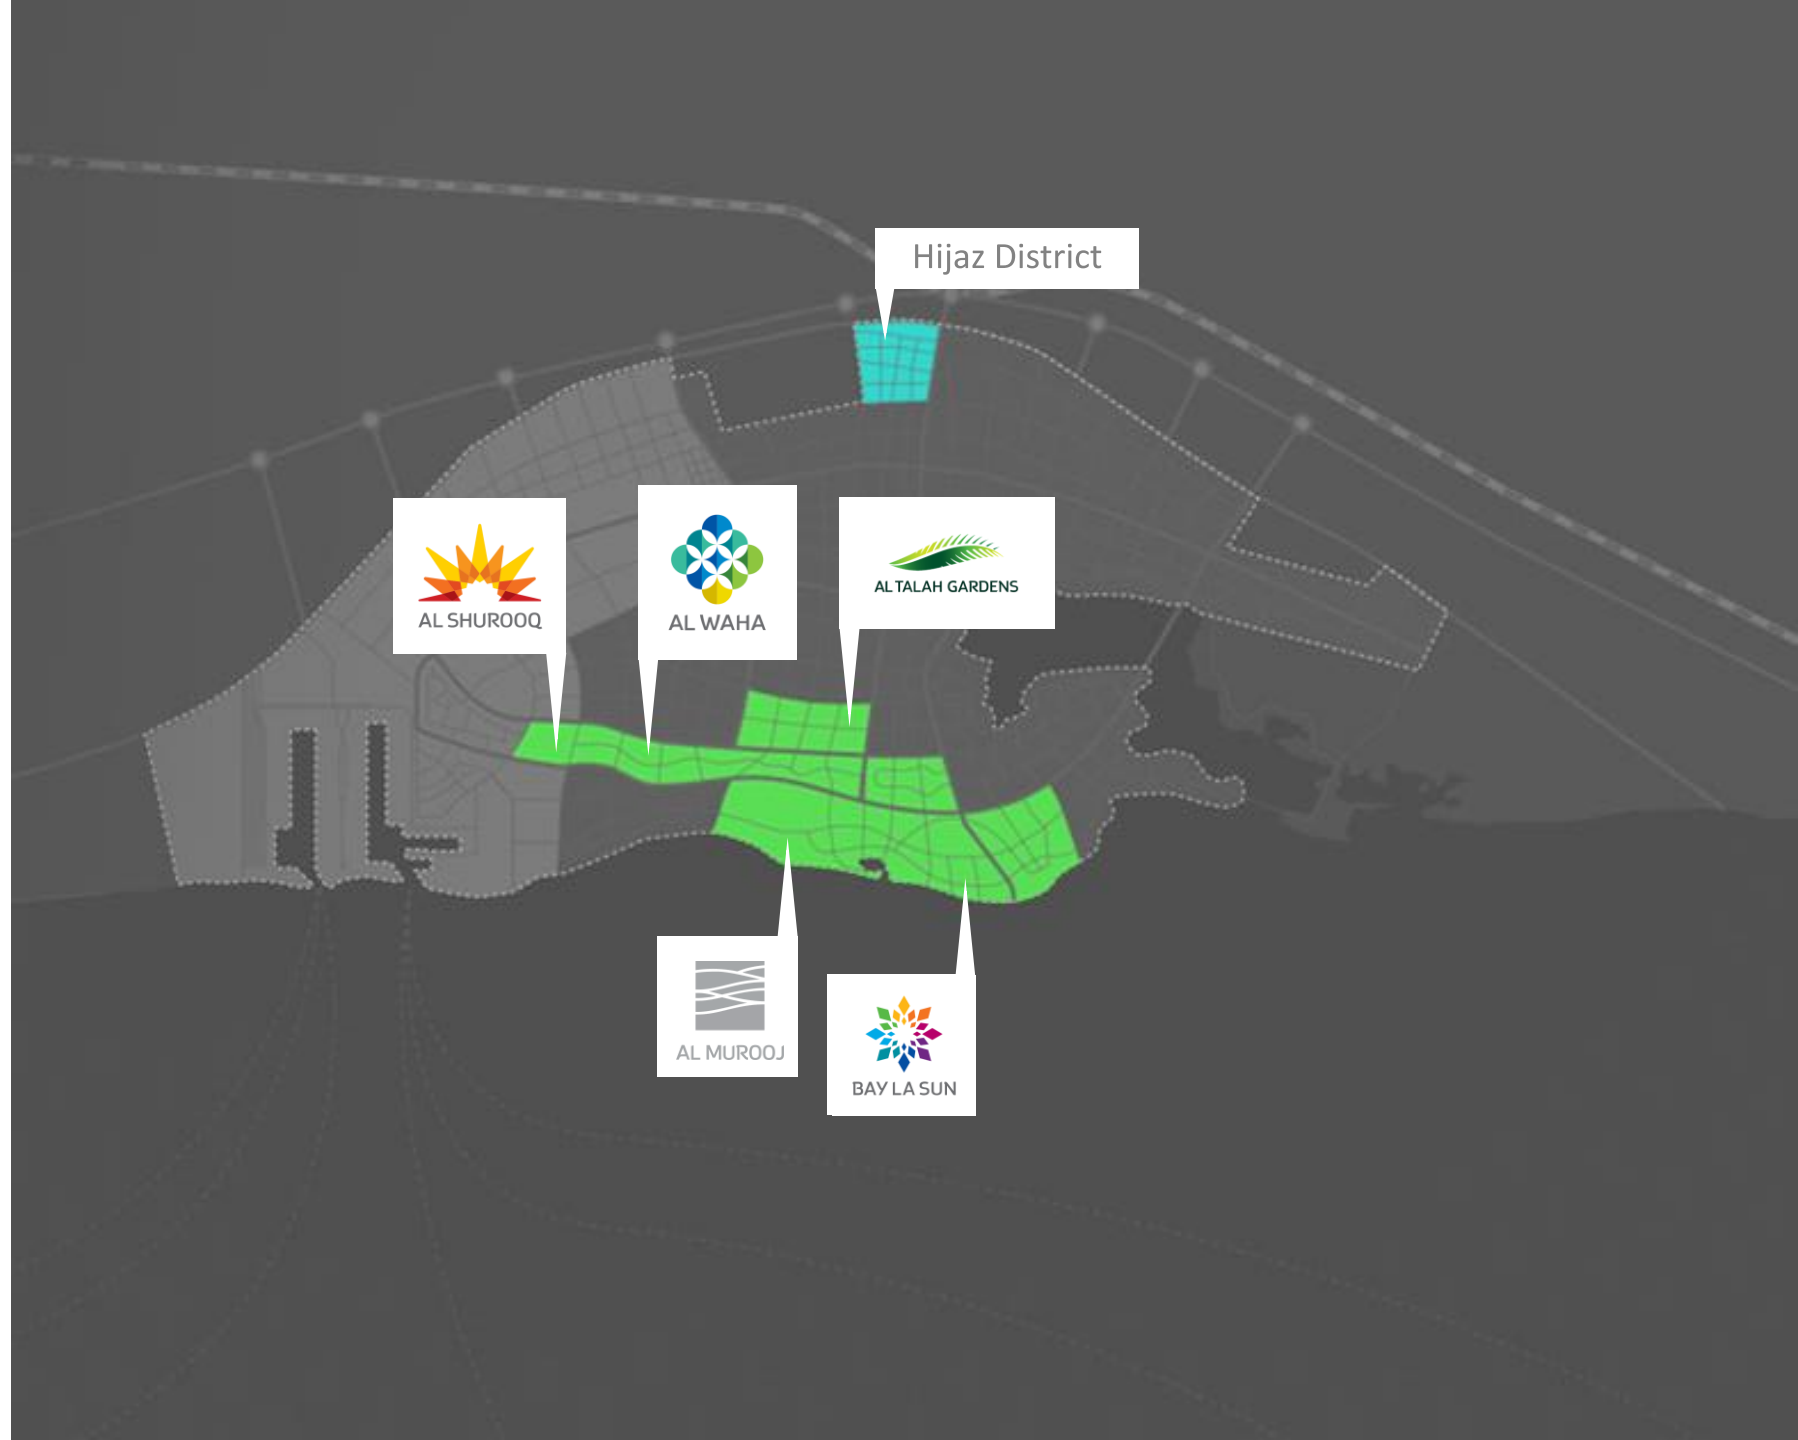 Hijaz District
AL SHUROOQ
AL WAHA
AL TALAH GARDENS
AL MUROOJ
BAY LA SUN